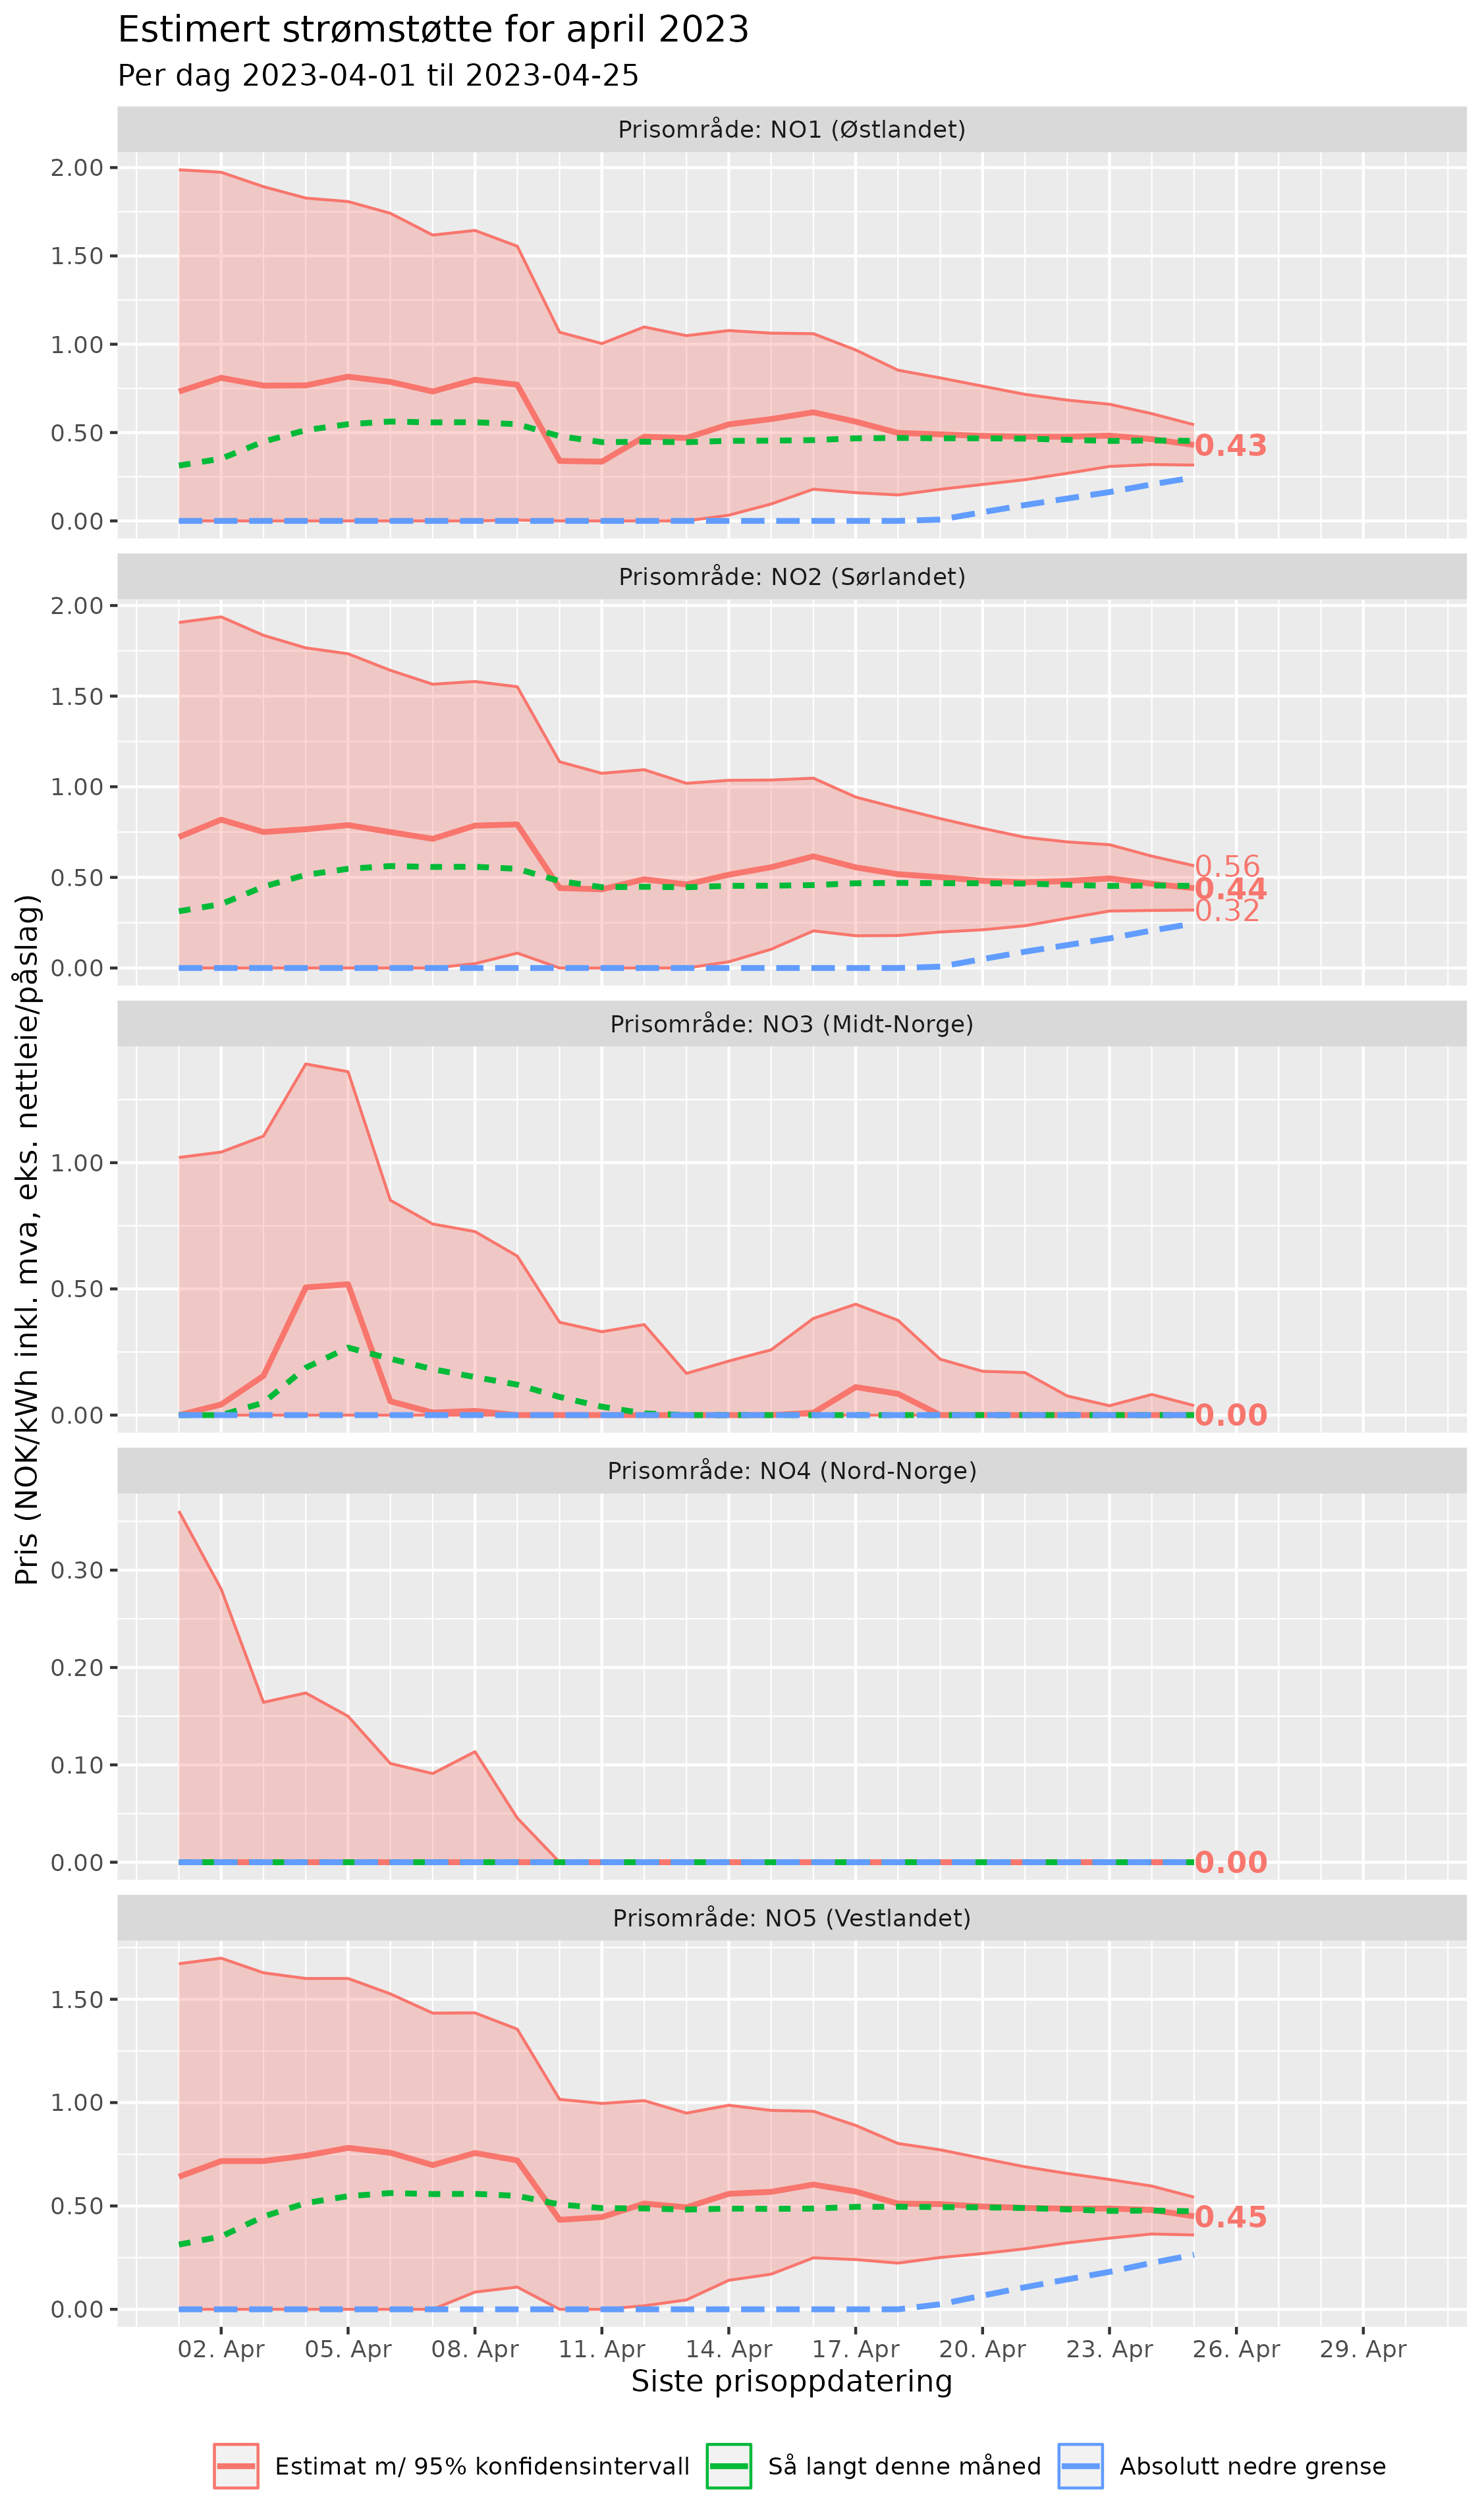 Estimert strømstøtte for april 2023
Per dag 2023-04-01 til 2023-04-25
Pris (NOK/kWh inkl. mva, eks. nettleie/påslag)
Prisområde: NO1 (Østlandet)
2.00
1.50
1.00
0.50
0.00
0.43
Prisområde: NO2 (Sørlandet)
2.00
1.50
1.00
0.50
0.00
0.56
0.44
0.32
Prisområde: NO3 (Midt-Norge)
1.00
0.50
0.00
0.00
Prisområde: NO4 (Nord-Norge)
0.30
0.20
0.10
0.00
0.00
Prisområde: NO5 (Vestlandet)
1.50
1.00
0.50
0.00
0.45
02. Apr 05. Apr 08. Apr 11. Apr 14. Apr 17. Apr 20. Apr 23. Apr 26. Apr 29. Apr
Siste prisoppdatering
Estimat m/ 95% konfidensintervall Så langt denne måned Absolutt nedre grense